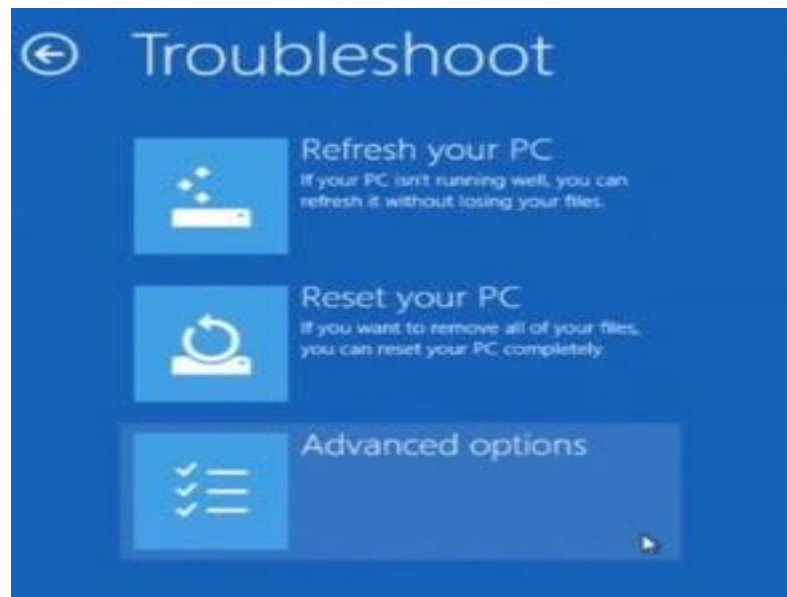 Troubleshoot
Refresh your PC
If your PC isn't running well, you can
refresh it without losing your files.
Reset your PC
If you want to remove all of your files,
you can reset your PC completely.
Advanced options